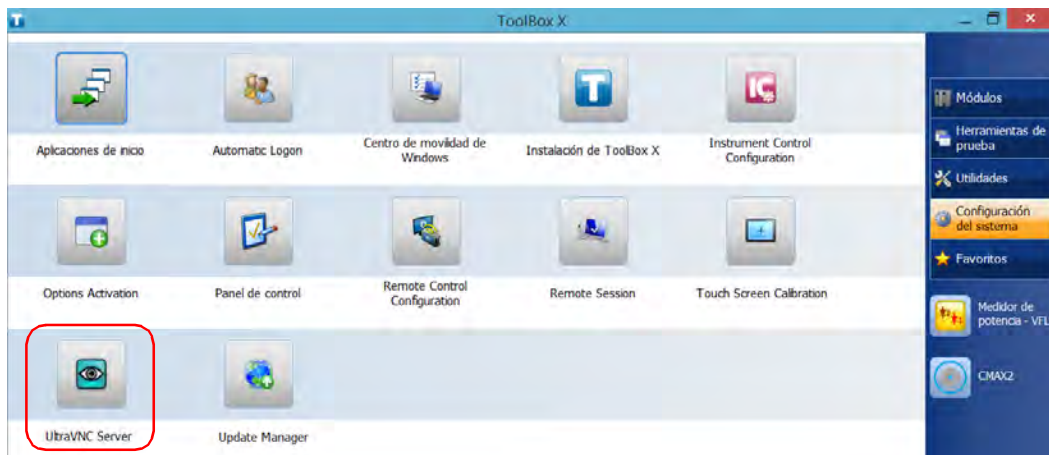 ToolBox X
Aplicaciones de inicio
Automatic Logon
Centro de movilidad de
Windows
Instalación de ToolBox X
Instrument Control
Configuration
Options Activation
Panel de control
Remote Control
Configuration
Remote Session
Touch Screen Calibration
UltraVNC Server
Update Manager
Módulos
Herramientas de
prueba
Utilidades
Configuración
del sistema
Favoritos
Medidor de
potencia - VFL
CMAX2